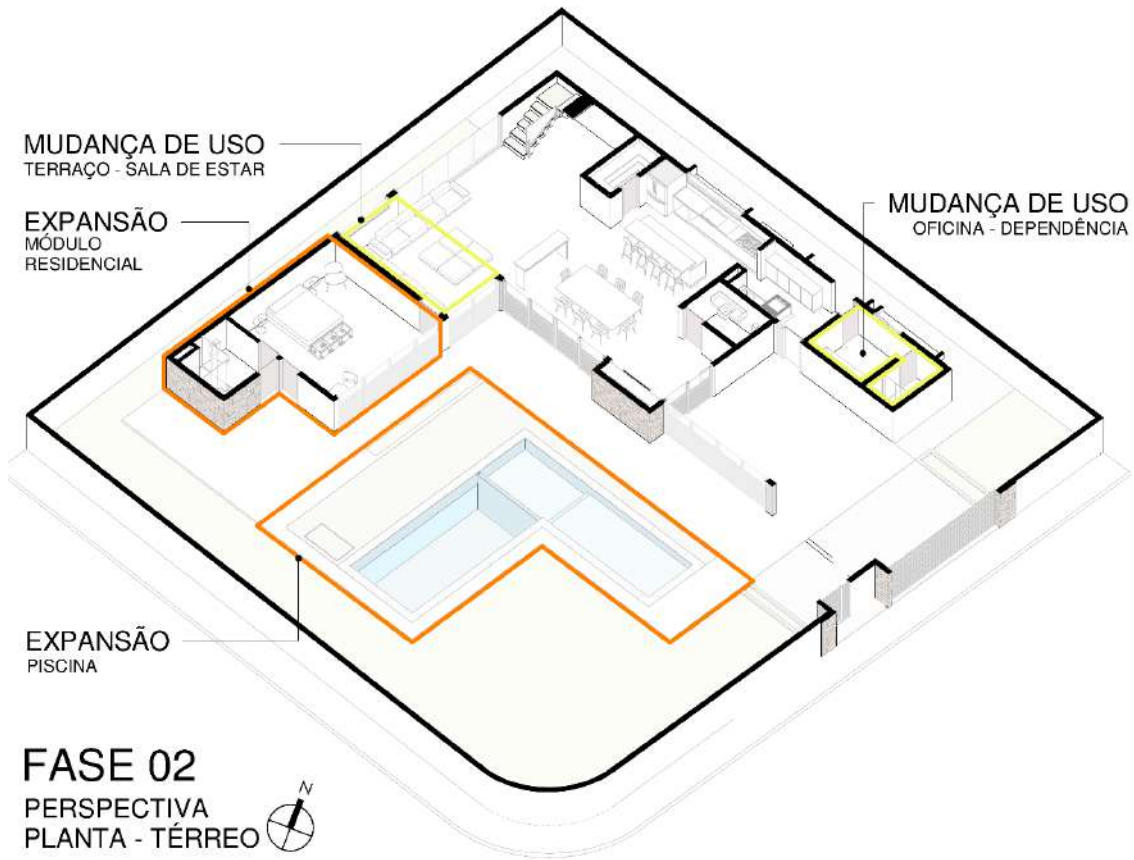 MUDANÇA DE USO
TERRAÇO - SALA DE ESTAR
EXPANSÃO
MÓDULO
RESIDENCIAL
MUDANÇA DE USO
OFICINA - DEPENDÊNCIA
EXPANSÃO
PISCINA
FASE 02
PERSPECTIVA
PLANTA - TÉRREO
N